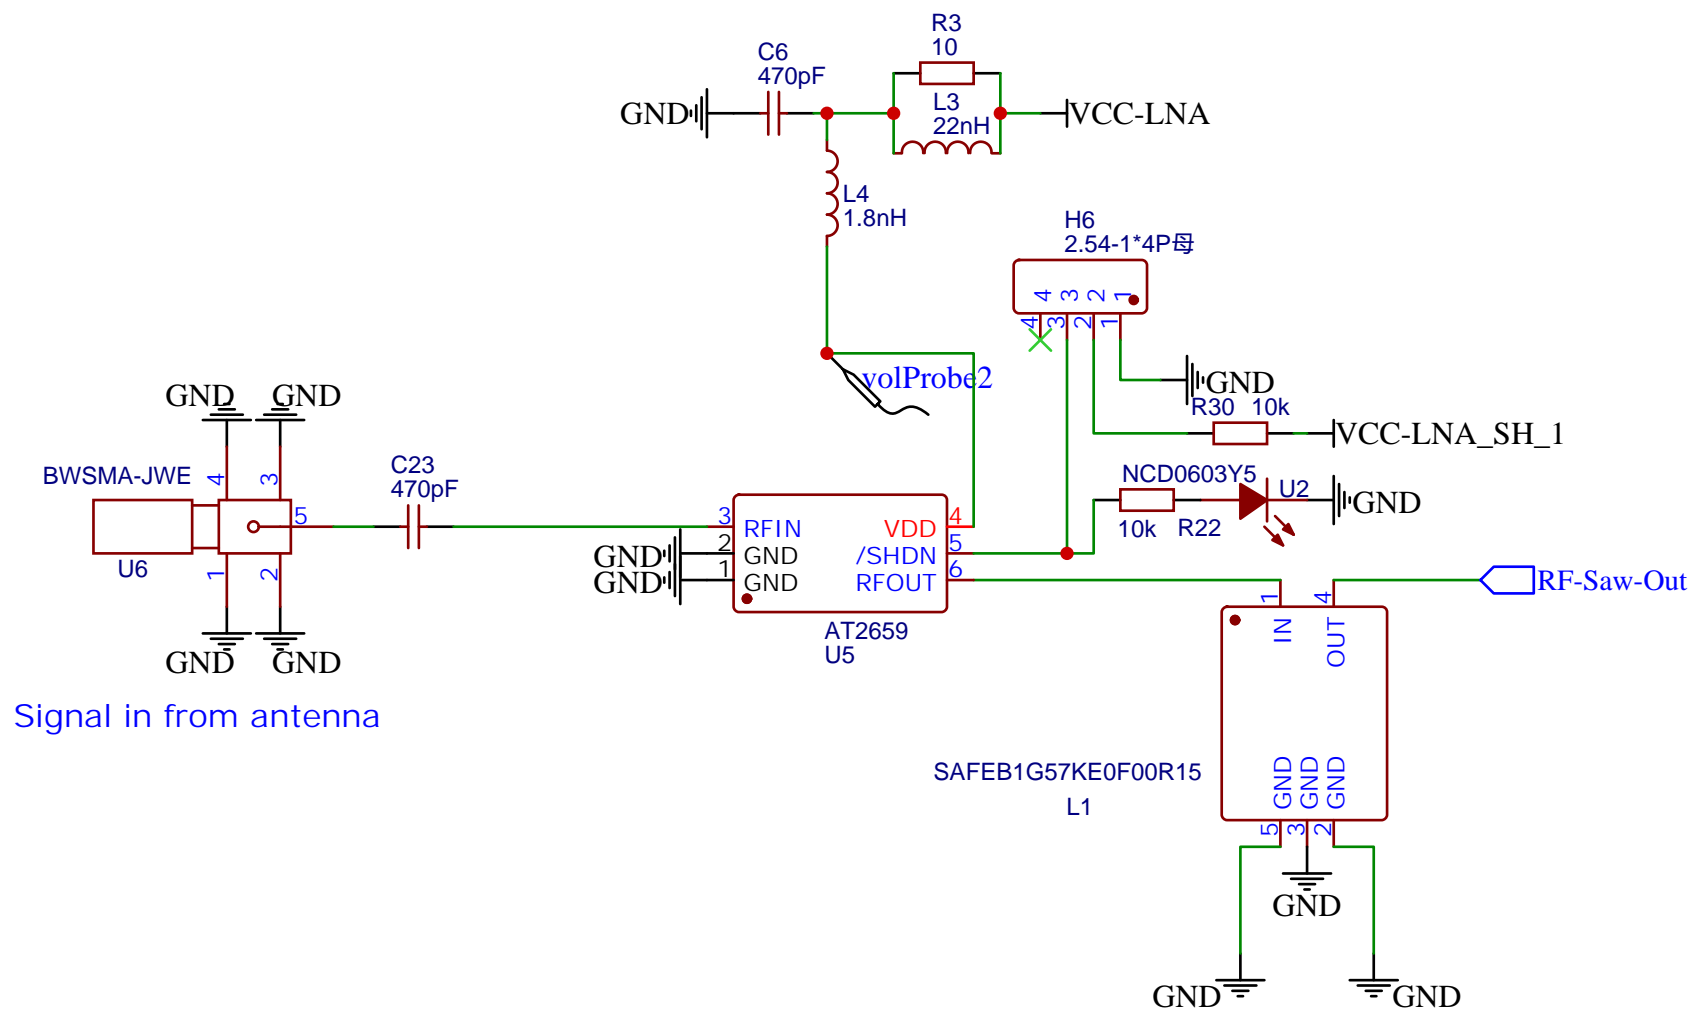 R3
10
C6
470pF
GND
L3
22nH
VCC-LNA
L4
1.8nH
H6
2.54-1*4P母
4 3 2 1
4 3 2 1
volProbe2
GND
R30 10k
VCC-LNA_SH_1
GND GND
BWSMA-JWE
4 3
5
1 2
U6
GND GND
C23
470pF
NCD0603Y5
U2
GND
10k
R22
3 RFIN
VDD 4
GND 2 GND
/SHDN 5
GND 1 GND
RFOUT 6
AT2659
U5
1 4
IN OUT
RF-Saw-Out
Signal in from antenna
SAFEB1G57KE0F00R15
L1
GND GND GND
5 3 2
GND
GND
GND